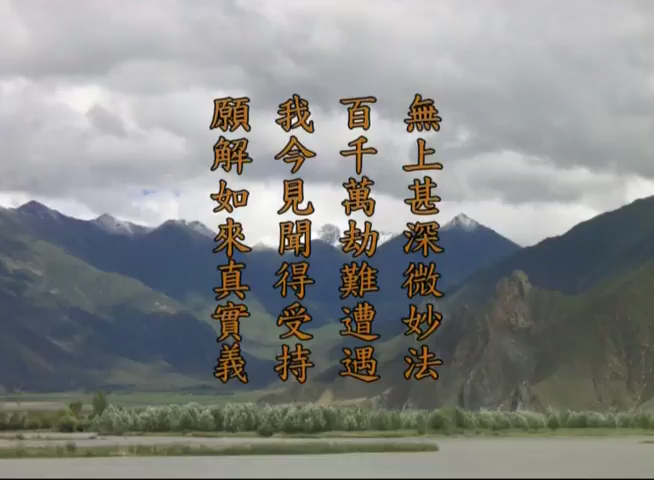 無上甚深微妙法
百千萬劫難遭遇
我今見聞得受持
願解如來真實義